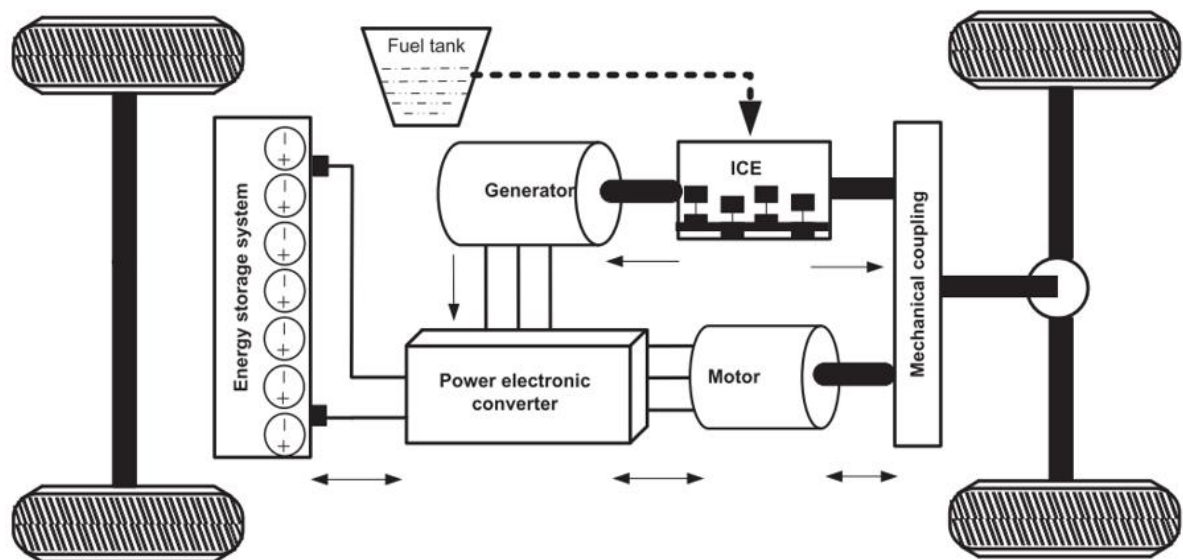 Fuel tank
ICE
Generator
Energy storage system
Mechanical coupling
Power electronic
converter
Motor